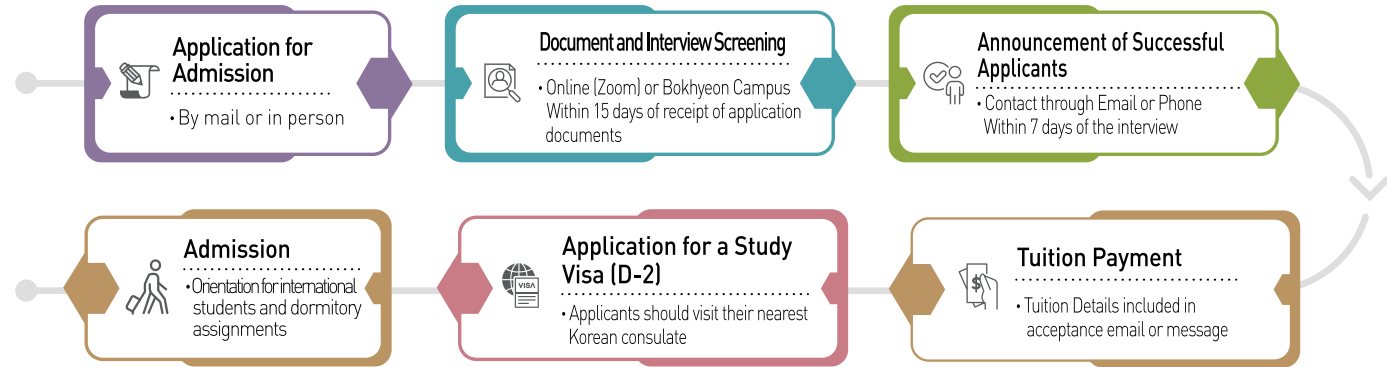 Application for
Admission
• By mail or in person
Document and Interview Screening
• Online (Zoom) or Bokhyeon Campus
Within 15 days of receipt of application
documents
Announcement of Successful
Applicants
• Contact through Email or Phone
Within 7 days of the interview
Tuition Payment
• Tuition Details included in
acceptance email or message
Application for a Study
Visa (D-2)
• Applicants should visit their nearest
Korean consulate
VISA
Admission
• Orientation for international
students and dormitory
assignments
$